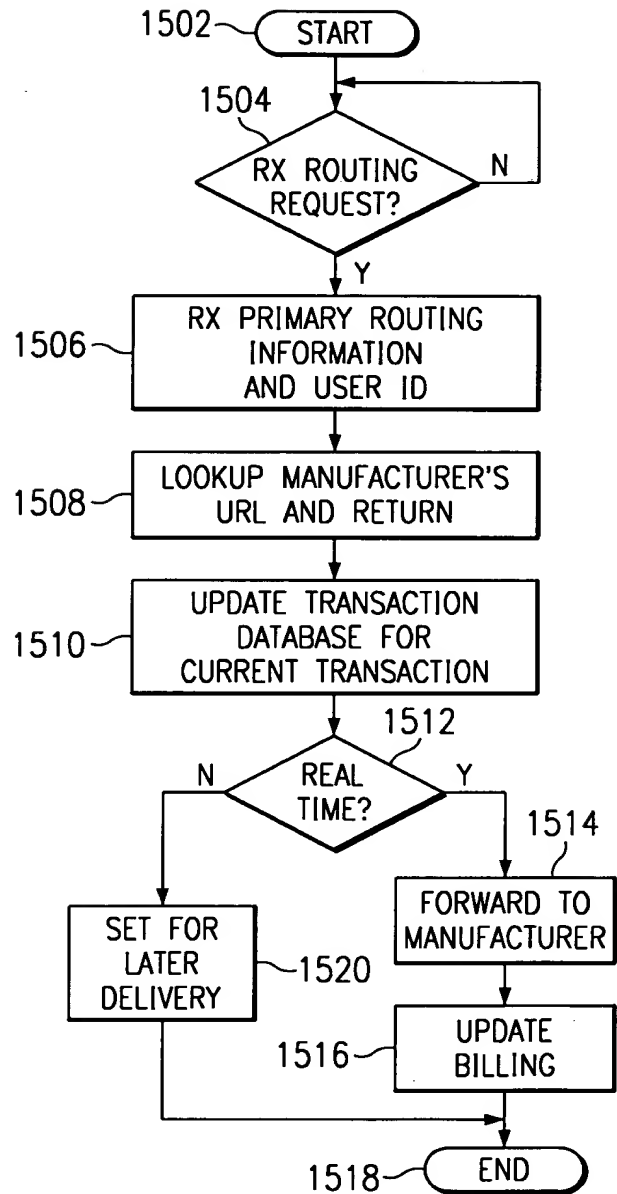 1502
START
1504
RX ROUTING
REQUEST?
N
Y
1506
RX PRIMARY ROUTING
INFORMATION
AND USER ID
1508
LOOKUP MANUFACTURER'S
URL AND RETURN
1510
UPDATE TRANSACTION
DATABASE FOR
CURRENT TRANSACTION
1512
REAL
TIME?
N
Y
1514
FORWARD TO
MANUFACTURER
SET FOR
LATER
DELIVERY
1520
1516
UPDATE
BILLING
1518
END